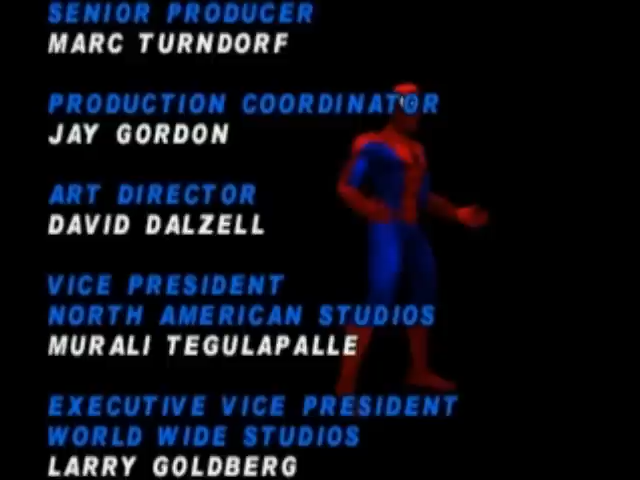 SENIOR PRODUCER
MARC TURNDORF
PRODUCTION COORDINATOR
JAY GORDON
ART DIRECTOR
DAVID DALZELL
VICE PRESIDENT
NORTH AMERICAN STUDIOS
MURALI TEGULAPALLE
EXECUTIVE VICE PRESIDENT
WORLD WIDE STUDIOS
LARRY GOLDBERG